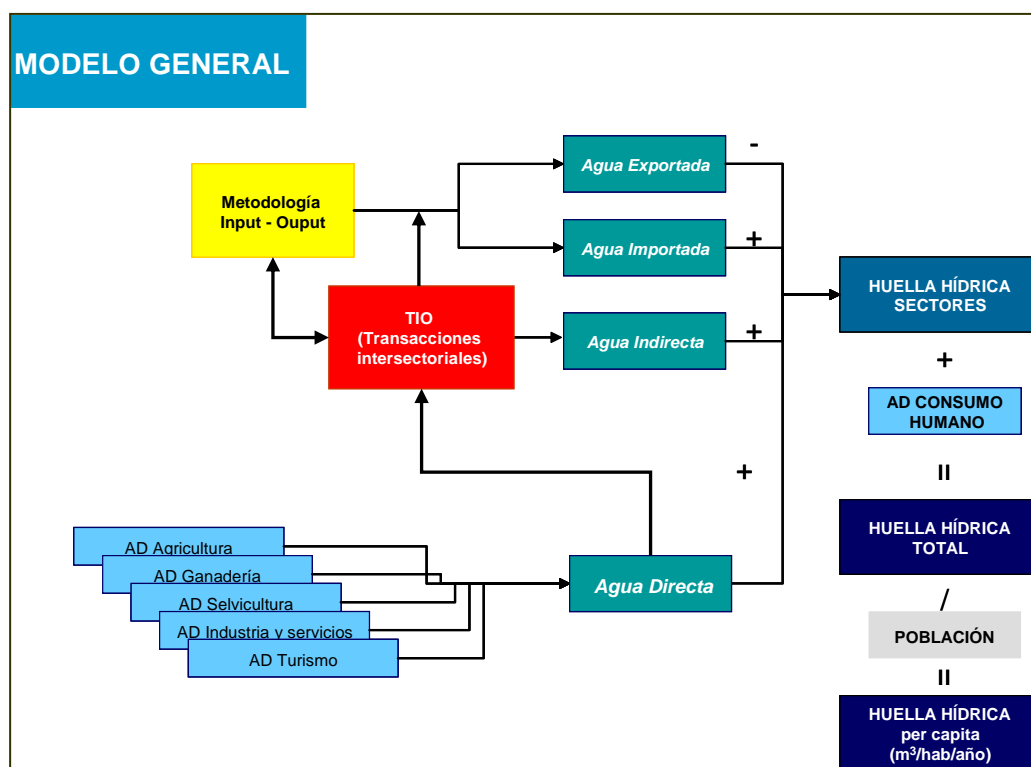 MODELO GENERAL
Metodología
Input - Ouput
TIO
(Transacciones
intersectoriales)
Agua Exportada
-
Agua Importada
+
Agua Indirecta
+
+
AD Agricultura
AD Ganadería
AD Selvicultura
AD Industria y servicios
AD Turismo
Agua Directa
HUELLA HÍDRICA
SECTORES
+
AD CONSUMO
HUMANO
=
HUELLA HÍDRICA
TOTAL
/
POBLACIÓN
=
HUELLA HÍDRICA
per capita
(m³/hab/año)